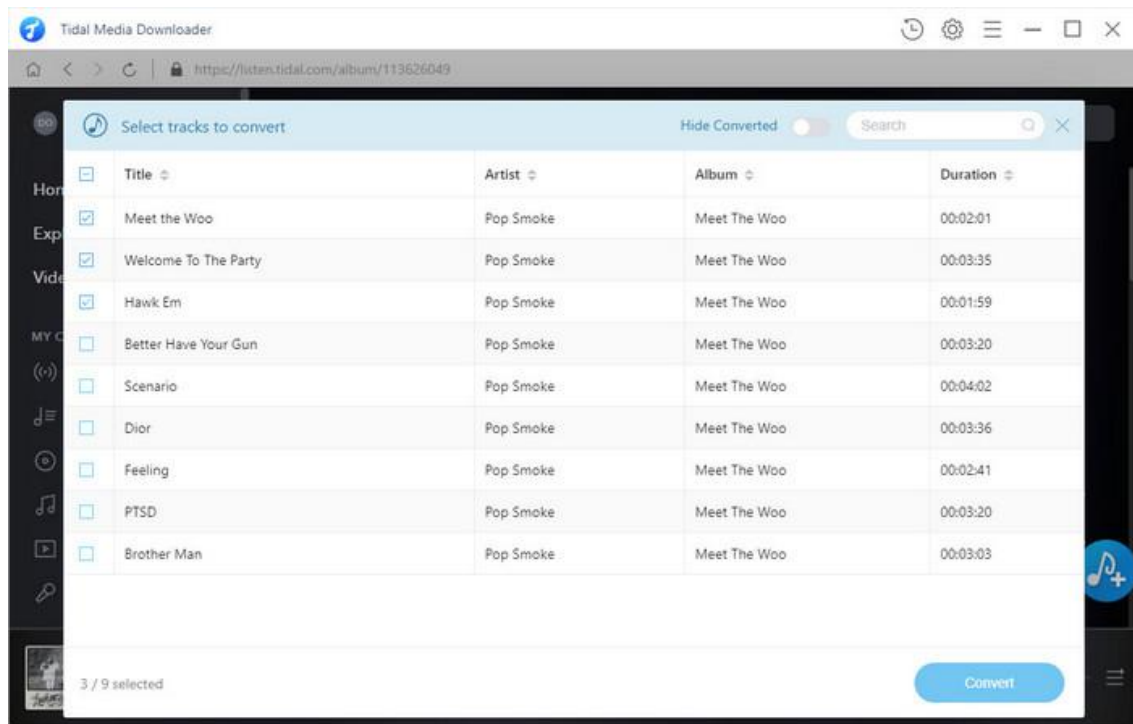 Tidal Media Downloader
https://listen.tidal.com/album/113626049
DO
Select tracks to convert Hide Converted Search
Title Artist Album Duration
Hon
Meet the Woo Pop Smoke Meet The Woo 00:02:01
Exp
Welcome To The Party Pop Smoke Meet The Woo 00:03:35
Vide
Hawk Em Pop Smoke Meet The Woo 00:01:59
MY C
Better Have Your Gun Pop Smoke Meet The Woo 00:03:20
Scenario Pop Smoke Meet The Woo 00:04:02
Dior Pop Smoke Meet The Woo 00:03:36
Feeling Pop Smoke Meet The Woo 00:02:41
PTSD Pop Smoke Meet The Woo 00:03:20
Brother Man Pop Smoke Meet The Woo 00:03:03
3 / 9 selected Convert